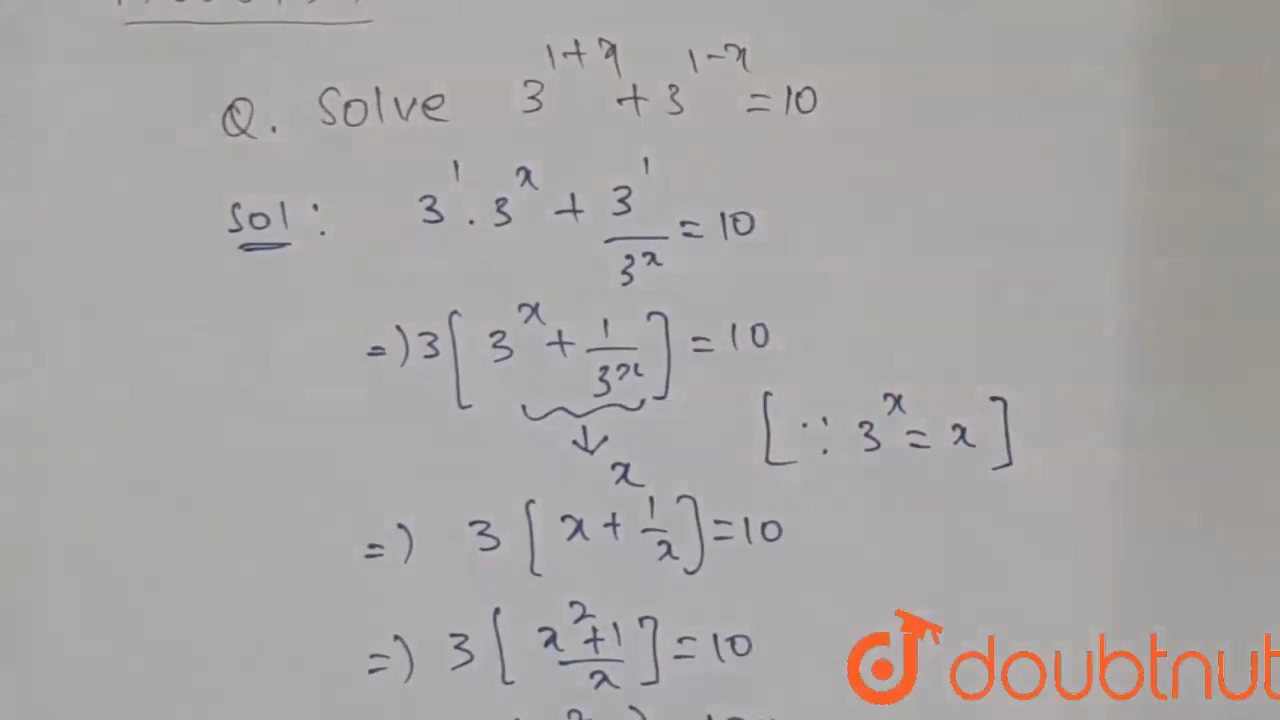 Q. Solve 3^{1+x} + 3^{1-x} = 10
Sol : 3^1 . 3^x + 3^1/3^x = 10
=) 3 [ 3^x + 1/3^x ] = 10
[ ∵ 3^x = x ]
↓
x
=) 3 [ x + 1/x ] = 10
=) 3 [ x^2+1/x ] = 10
doubtnut